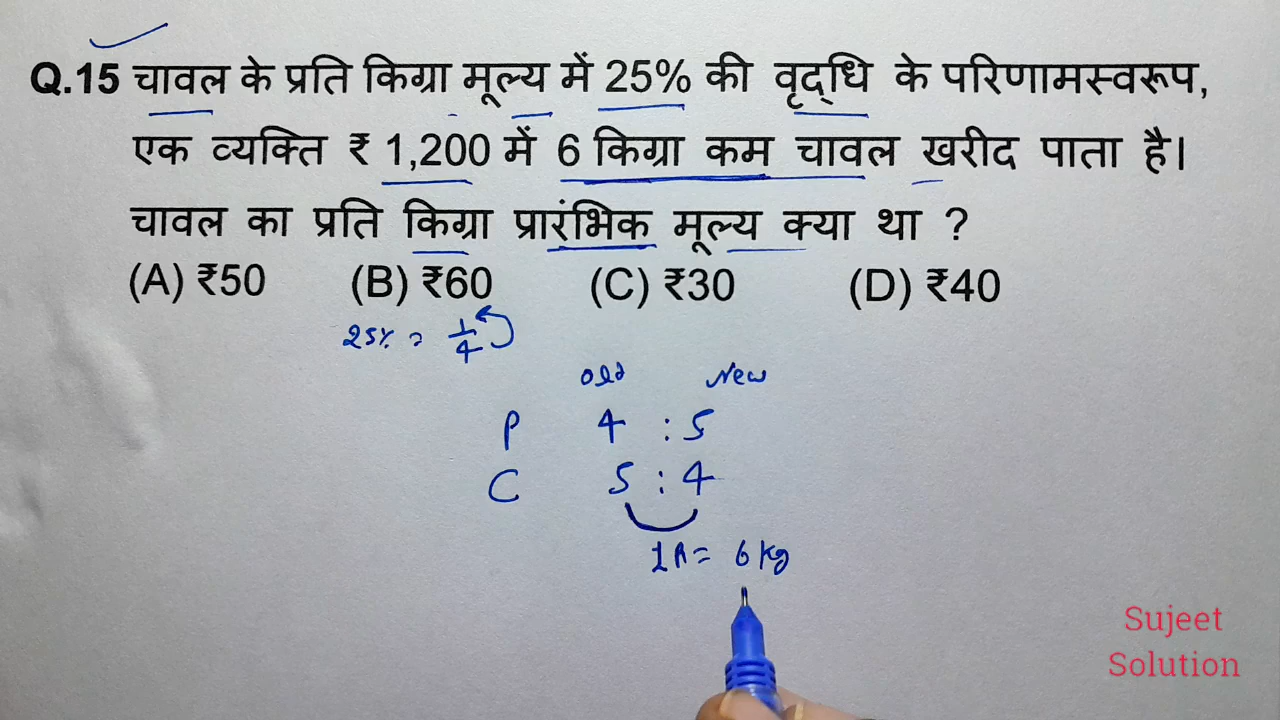 Q.15 चावल के प्रति किग्रा मूल्य में 25% की वृद्धि के परिणामस्वरूप,
एक व्यक्ति ₹ 1,200 में 6 किग्रा कम चावल खरीद पाता है।
चावल का प्रति किग्रा प्रारंभिक मूल्य क्या था ?
(A) ₹50 (B) ₹60 (C) ₹30 (D) ₹40
25% = 1/4
Old New
P 4 : 5
C 5 : 4
1R = 6 kg
Sujeet
Solution